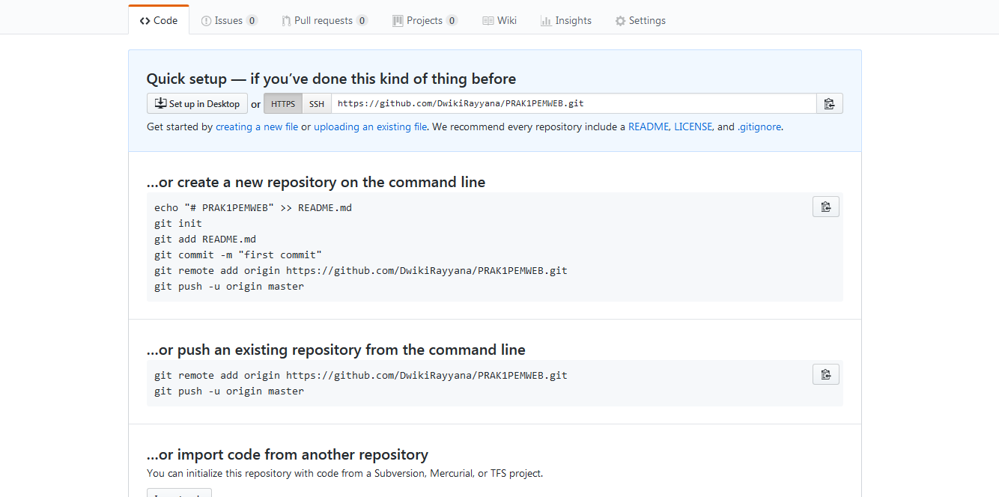 Code Issues 0 Pull requests 0 Projects 0 Wiki Insights Settings
Quick setup — if you’ve done this kind of thing before
Set up in Desktop or HTTPS SSH https://github.com/DwikiRayyana/PRAK1PEMWEB.git
Get started by creating a new file or uploading an existing file. We recommend every repository include a README, LICENSE, and .gitignore.
…or create a new repository on the command line
echo "# PRAK1PEMWEB" >> README.md
git init
git add README.md
git commit -m "first commit"
git remote add origin https://github.com/DwikiRayyana/PRAK1PEMWEB.git
git push -u origin master
…or push an existing repository from the command line
git remote add origin https://github.com/DwikiRayyana/PRAK1PEMWEB.git
git push -u origin master
…or import code from another repository
You can initialize this repository with code from a Subversion, Mercurial, or TFS project.